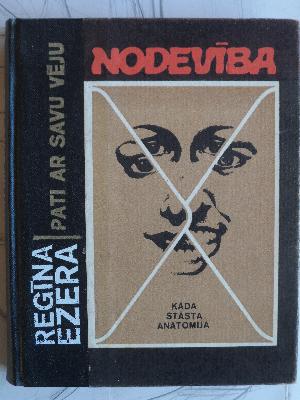 NODEVĪBA
REGĪNA
EZERA
PATI AR SAVU VĒJU
KĀDA
STĀSTA
ANATOMIJA